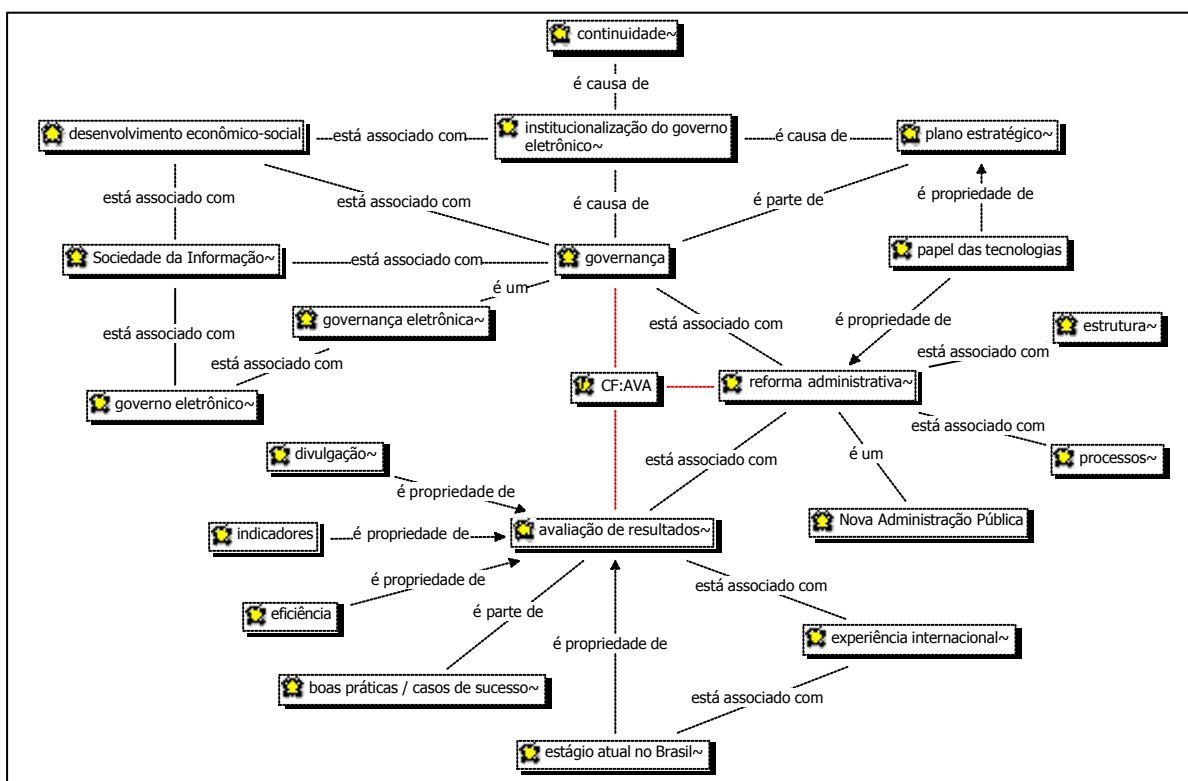 continuidade~
é causa de
desenvolvimento econômico-social
está associado com
institucionalização do governo
eletrônico~
é causa de
plano estratégico~
está associado com
está associado com
é causa de
é parte de
é propriedade de
Sociedade da Informação~
está associado com
governança
papel das tecnologias
é um
governança eletrônica~
está associado com
é propriedade de
estrutura~
está associado com
está associado com
está associado com
governo eletrônico~
CF:AVA
reforma administrativa~
está associado com
divulgação~
está associado com
é um
processos~
é propriedade de
indicadores
é propriedade de
avaliação de resultados~
Nova Administração Pública
é propriedade de
está associado com
eficiência
é parte de
é propriedade de
experiência internacional~
boas práticas / casos de sucesso~
está associado com
estágio atual no Brasil~